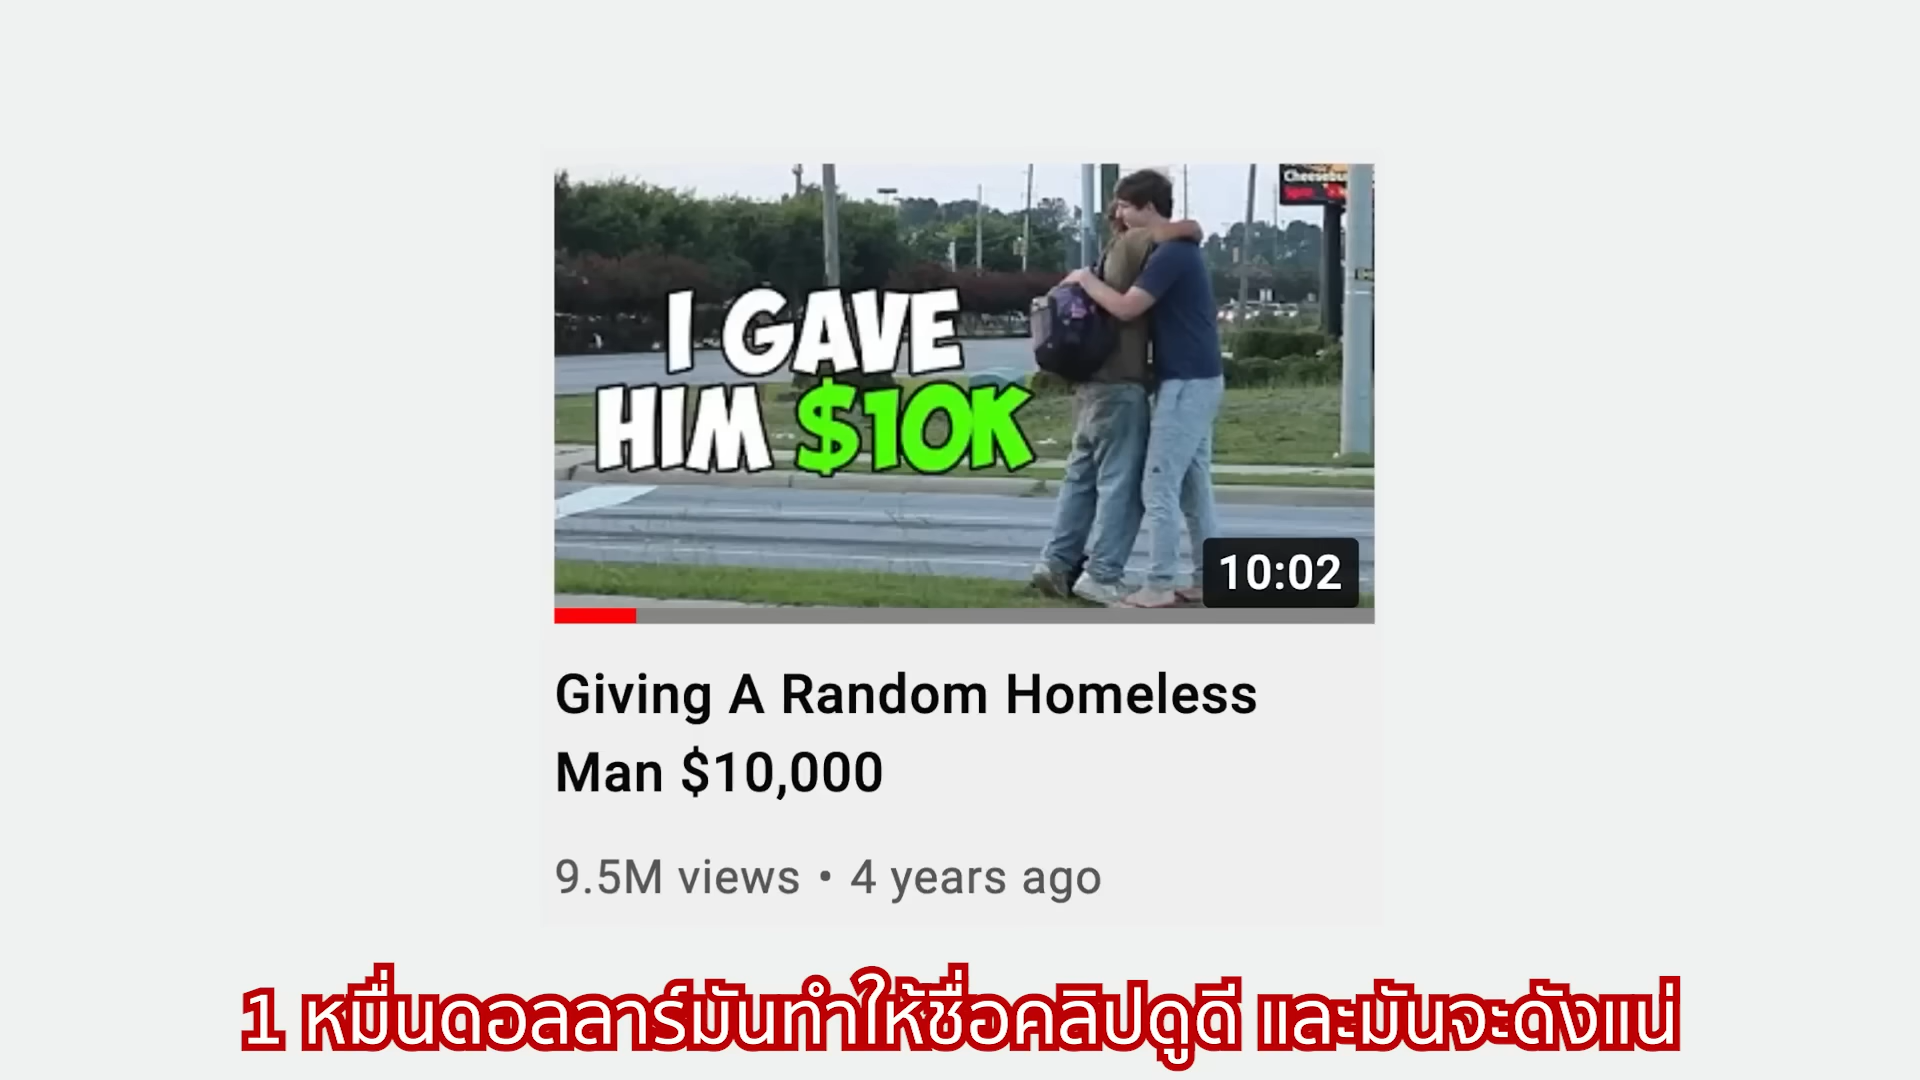 Cheesebu
I GAVE
HIM $10K
10:02
Giving A Random Homeless
Man $10,000
9.5M views • 4 years ago
1 หมื่นดอลลาร์มันทำให้ชื่อคลิปดูดี และมันจะดังแน่